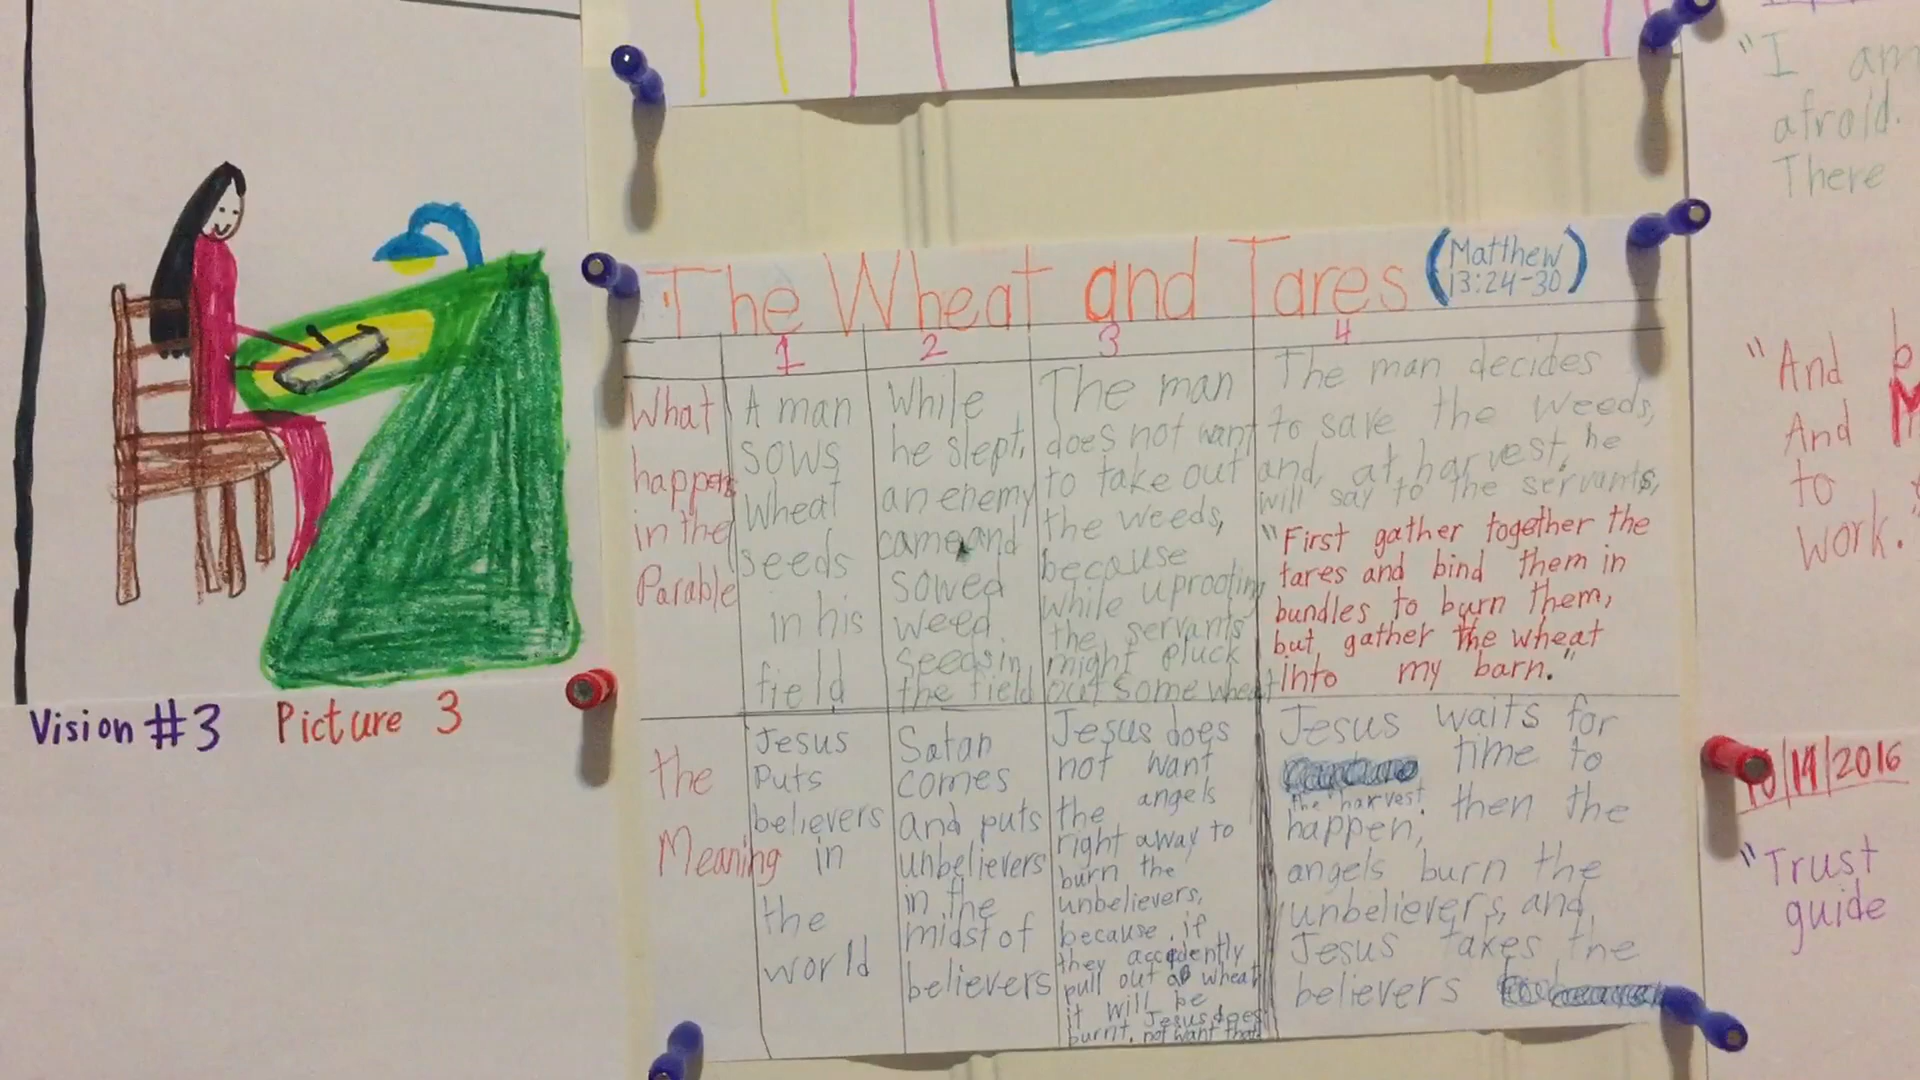 Vision #3 Picture 3
The Wheat and Tares (Matthew 13:24-30)
1
2
3
4
What
happens
in the
Parable
A man
sows
wheat
seeds
in his
field
While
he slept,
an enemy
came and
sowed
weed
seeds in
the field
The man
does not want
to take out
the weeds,
because
while uprooting
the servants
might pluck
out some wheat
The man decides
to save the weeds,
and, at harvest, he
will say to the servants,
"First gather together the
tares and bind them in
bundles to burn them,
but gather the wheat
into my barn."
the
Meaning
Jesus
puts
believers
in
the
world
Satan
comes
and puts
unbelievers
in the
midst of
believers
Jesus does
not want
the angels
right away to
burn the
unbelievers,
because if
they accedently
pull out wheat
it will be
burnt. Jesus does
not want that
Jesus waits for
time to
the harvest
happen; then the
angels burn the
unbelievers, and
Jesus takes the
believers
"I am
afraid.
There
"And
And
to
work."
/2016
"Trust
guide